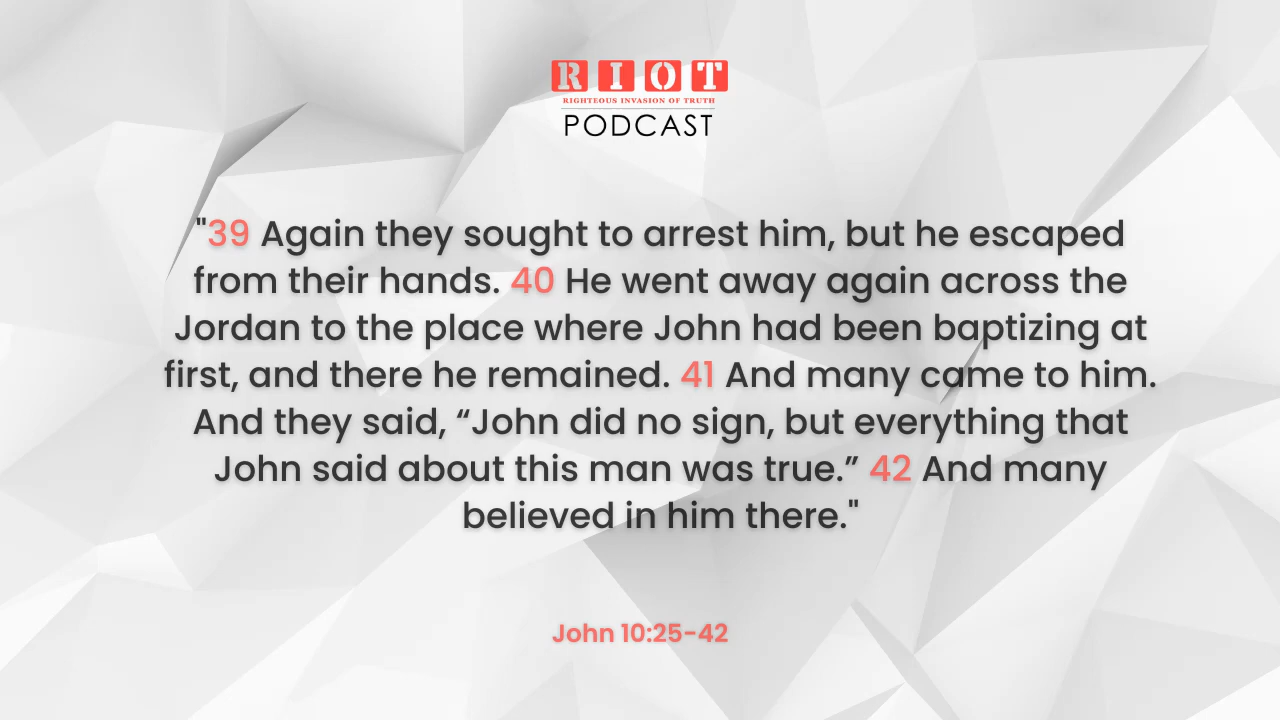 RIOT
RIGHTEOUS INVASION OF TRUTH
PODCAST
"39 Again they sought to arrest him, but he escaped
from their hands. 40 He went away again across the
Jordan to the place where John had been baptizing at
first, and there he remained. 41 And many came to him.
And they said, “John did no sign, but everything that
John said about this man was true.” 42 And many
believed in him there."
John 10:25-42